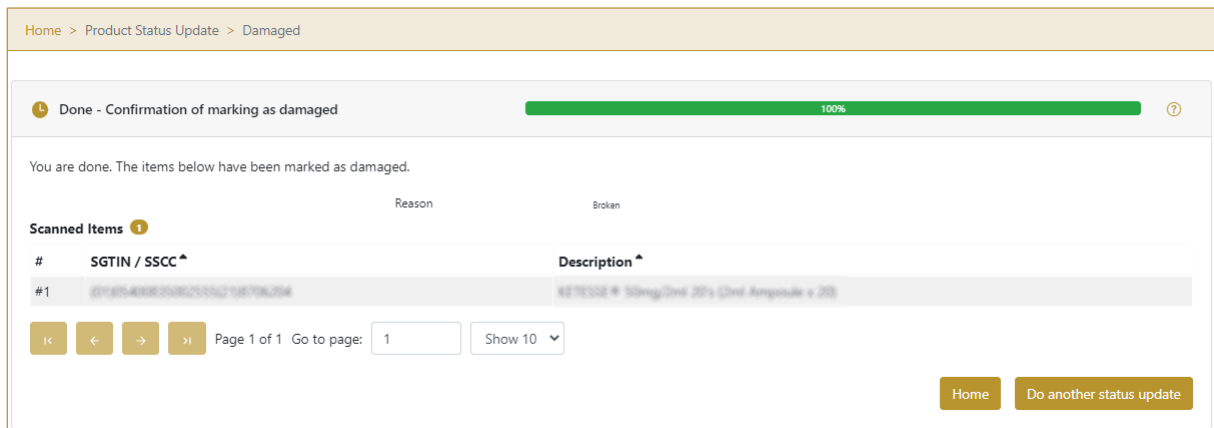 Home > Product Status Update > Damaged
Done - Confirmation of marking as damaged 100%
You are done. The items below have been marked as damaged.
Reason Broken
Scanned Items 1
# SGTIN / SSCC Description
#1
Page 1 of 1 Go to page: 1 Show 10
Home Do another status update